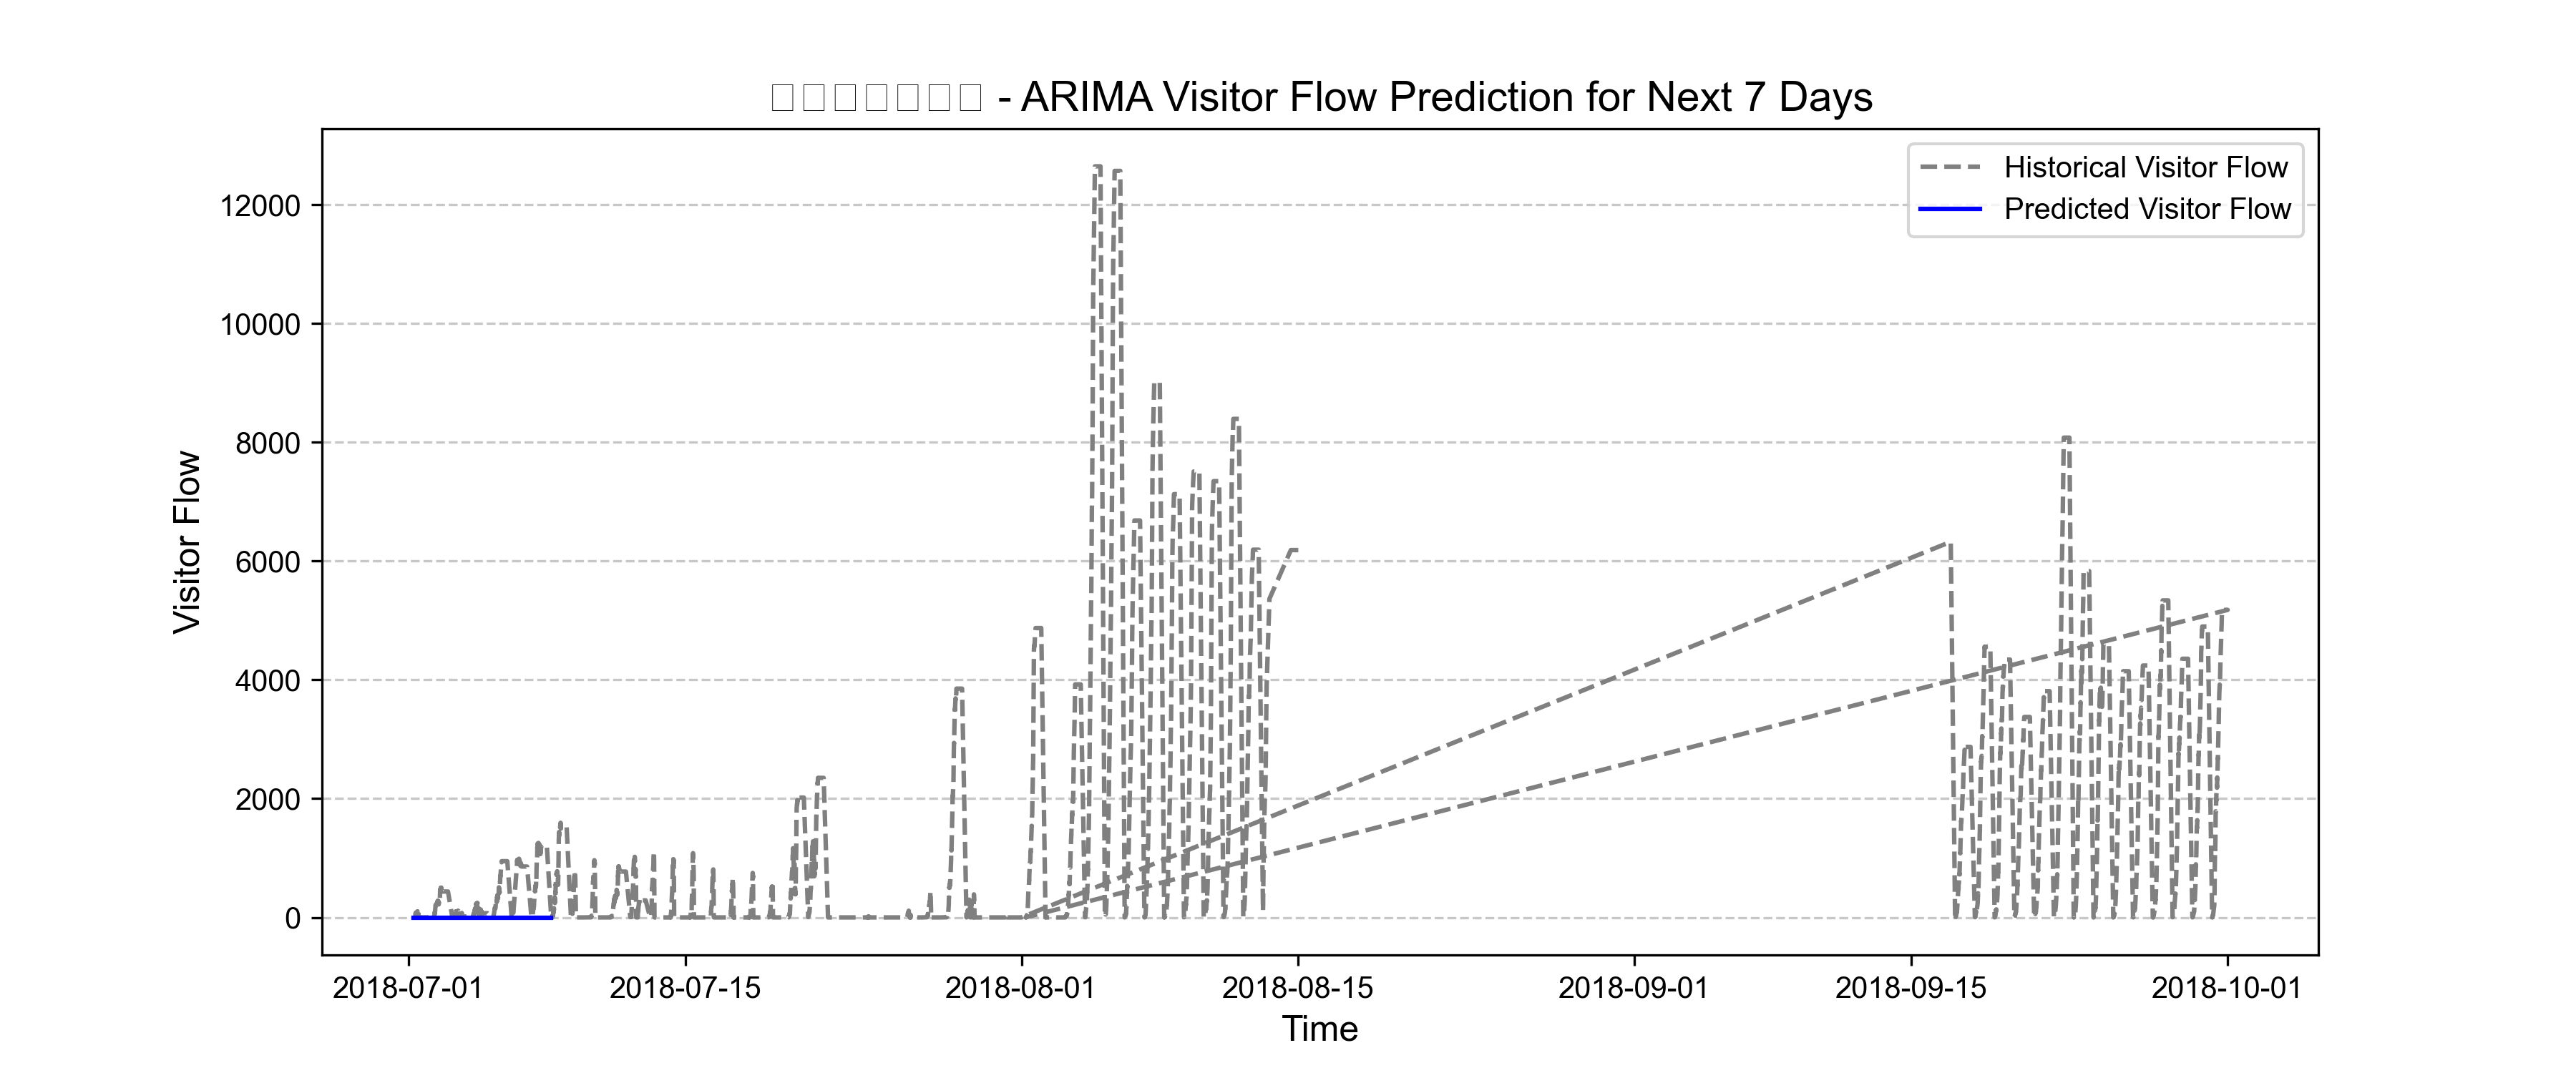 - ARIMA Visitor Flow Prediction for Next 7 Days
Historical Visitor Flow
Predicted Visitor Flow
Visitor Flow
12000
10000
8000
6000
4000
2000
0
2018-07-01
2018-07-15
2018-08-01
2018-08-15
2018-09-01
2018-09-15
2018-10-01
Time